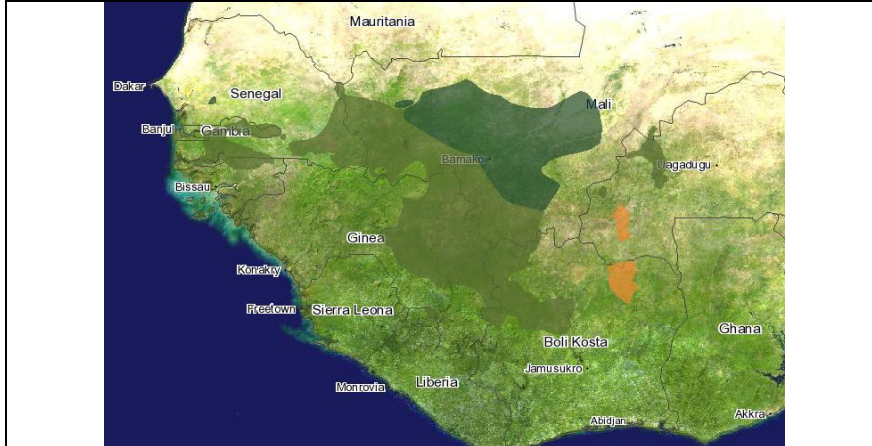 Mauritania
Dakar
Senegal
Mali
Banjul
Gambia
Bamako
Uagadugu
Bissau
Ginea
Konakry
Freetown
Sierra Leona
Ghana
Boli Kosta
Jamusukro
Monrovia
Liberia
Akkra
Abidjan